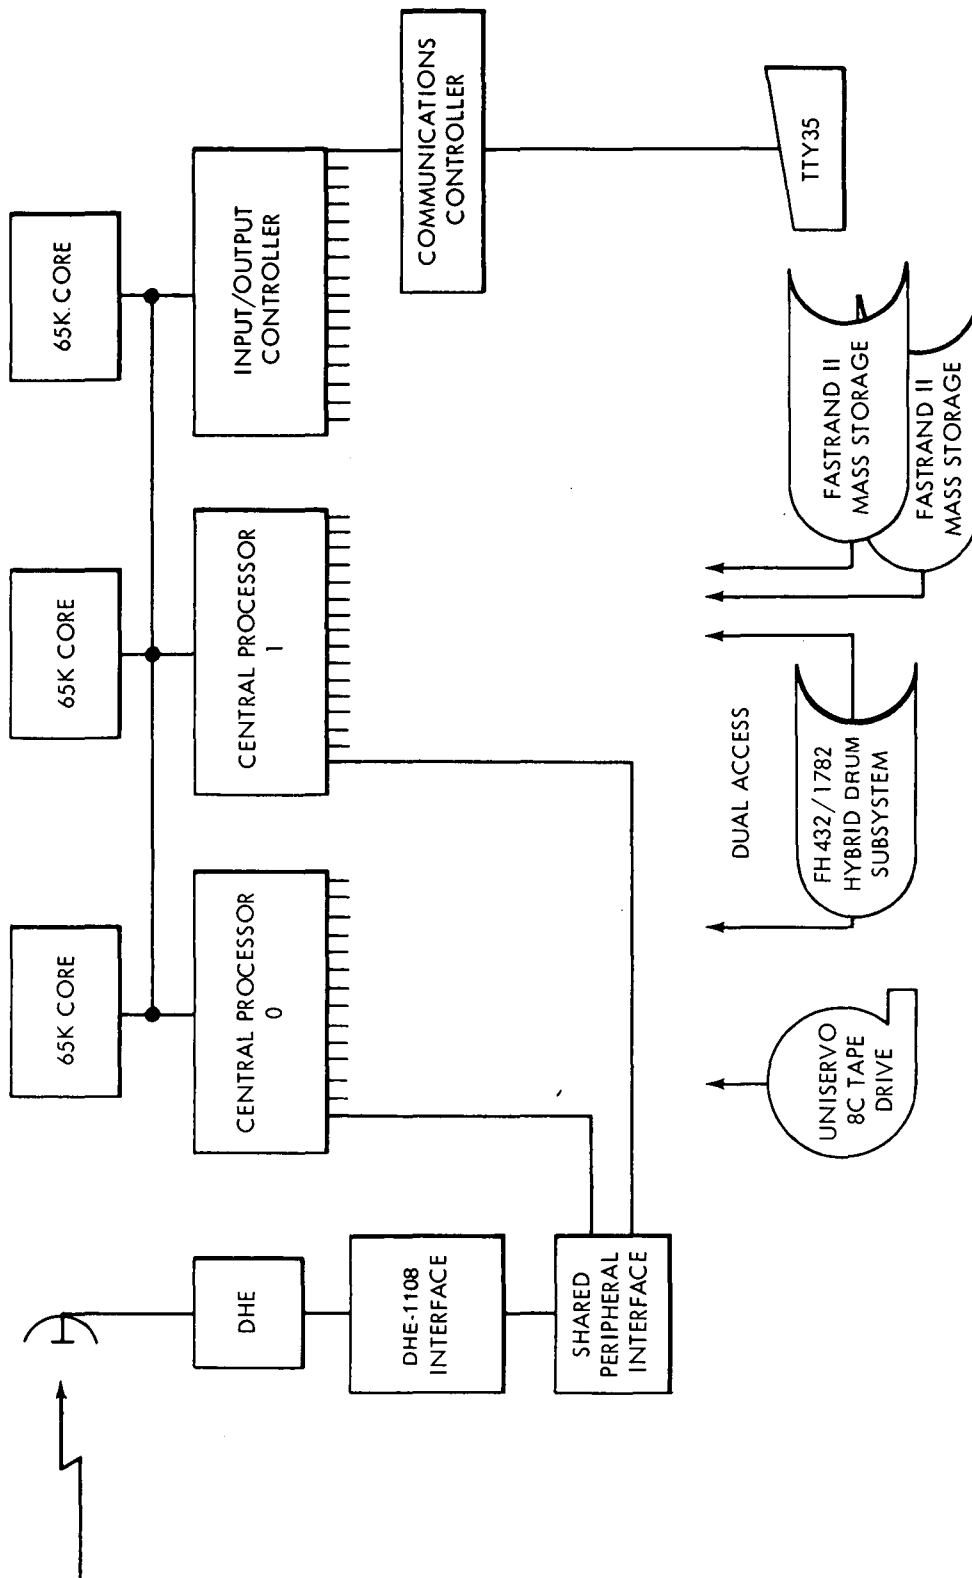 65K CORE
65K CORE
65K CORE
DHE
CENTRAL PROCESSOR
0
CENTRAL PROCESSOR
1
INPUT/OUTPUT
CONTROLLER
DHE-1108
INTERFACE
COMMUNICATIONS
CONTROLLER
SHARED
PERIPHERAL
INTERFACE
DUAL ACCESS
UNISERVO
8C TAPE
DRIVE
FH432/1782
HYBRID DRUM
SUBSYSTEM
FASTRAND II
MASS STORAGE
FASTRAND II
MASS STORAGE
TTY35